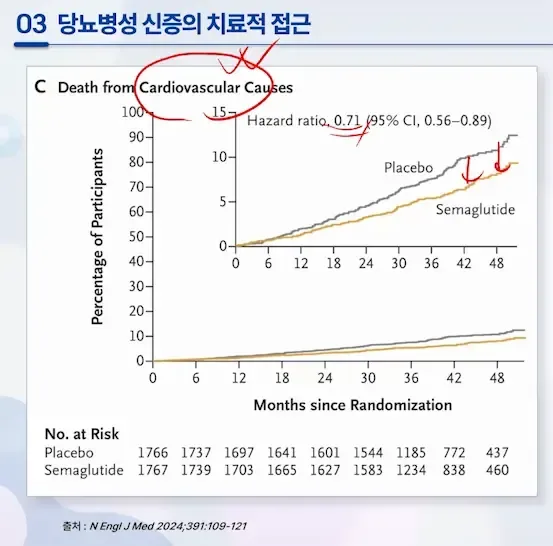 03 당뇨병성 신증의 치료적 접근
C Death from Cardiovascular Causes
Percentage of Participants
100
90
80
70
60
50
40
30
20
10
0
15
10
5
0
Hazard ratio, 0.71 (95% CI, 0.56–0.89)
Placebo
Semaglutide
0 6 12 18 24 30 36 42 48
0 6 12 18 24 30 36 42 48
Months since Randomization
No. at Risk
Placebo 1766 1737 1697 1641 1601 1544 1185 772 437
Semaglutide 1767 1739 1703 1665 1627 1583 1234 838 460
출처 : N Engl J Med 2024;391:109-121